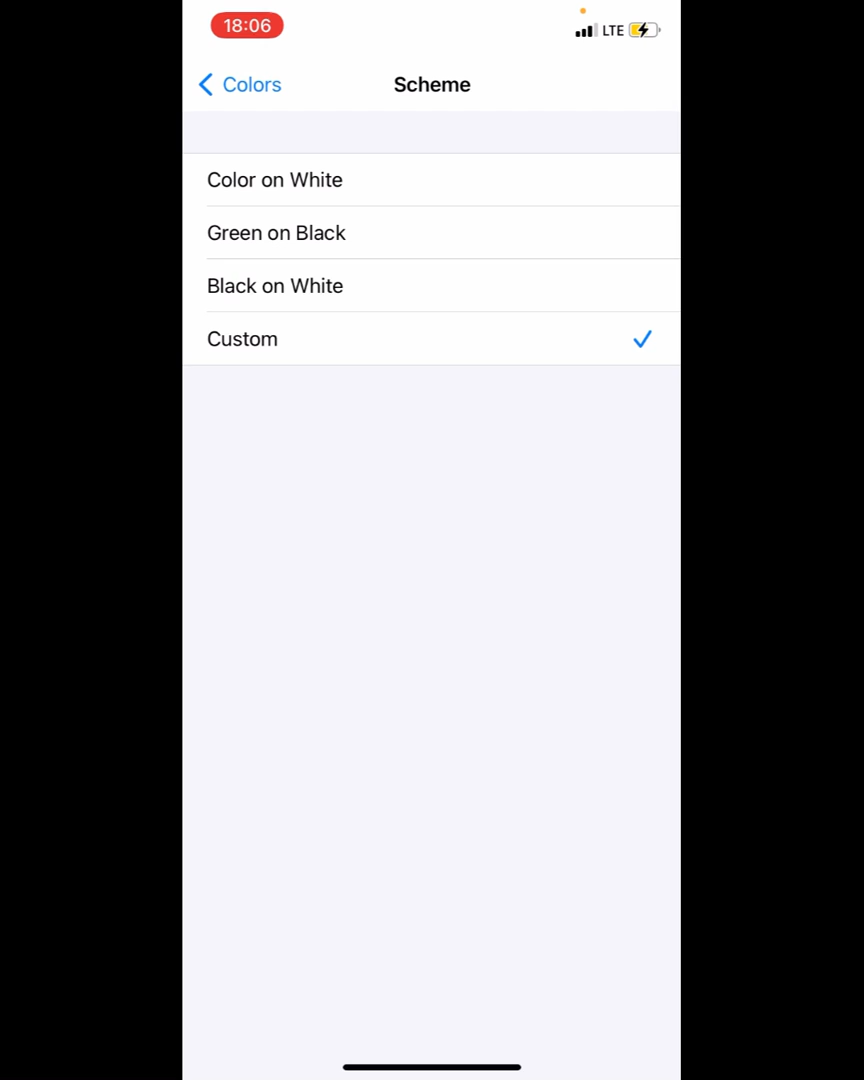 18:06
LTE
Colors
Scheme
Color on White
Green on Black
Black on White
Custom